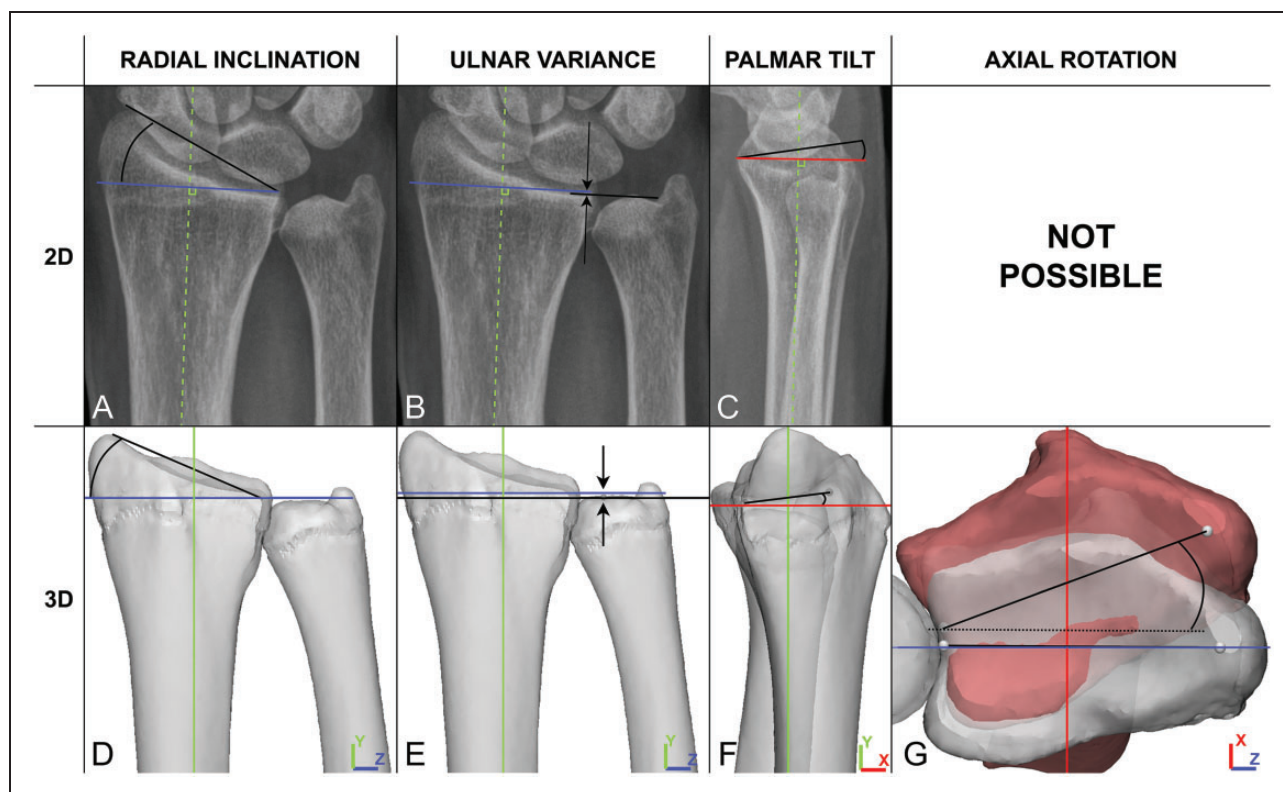 RADIAL INCLINATION
ULNAR VARIANCE
PALMAR TILT
AXIAL ROTATION
2D
A
B
C
NOT
POSSIBLE
3D
D
Y
Z
E
Y
Z
F
Y
X
G
X
Z